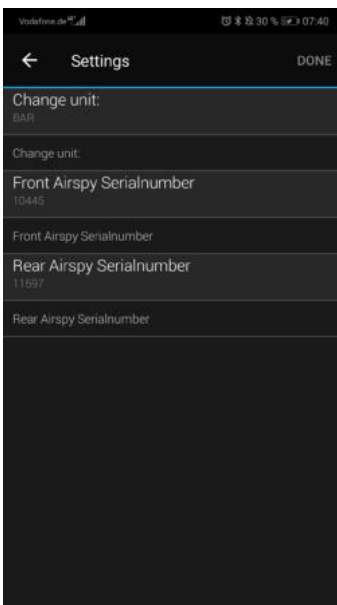 Vodafone.de 30 % 07:40
Settings DONE
Change unit:
BAR
Change unit:
Front Airspy Serialnumber
10445
Front Airspy Serialnumber
Rear Airspy Serialnumber
11597
Rear Airspy Serialnumber